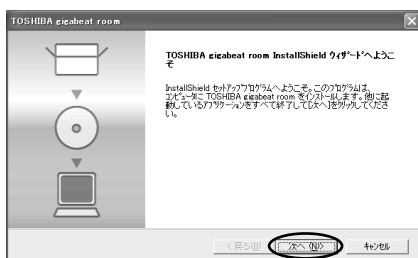 TOSHIBA gigabeat room
TOSHIBA gigabeat room InstallShield ウィザードへようこ
そ
InstallShield セットアッププログラムへようこそ。このプログラムは、
コンピュータに TOSHIBA gigabeat room をインストールします。他に起
動しているアプリケーションをすべて終了して[次へ]をクリックしてくださ
い。
< 戻る(B)
次へ (N)>
キャンセル